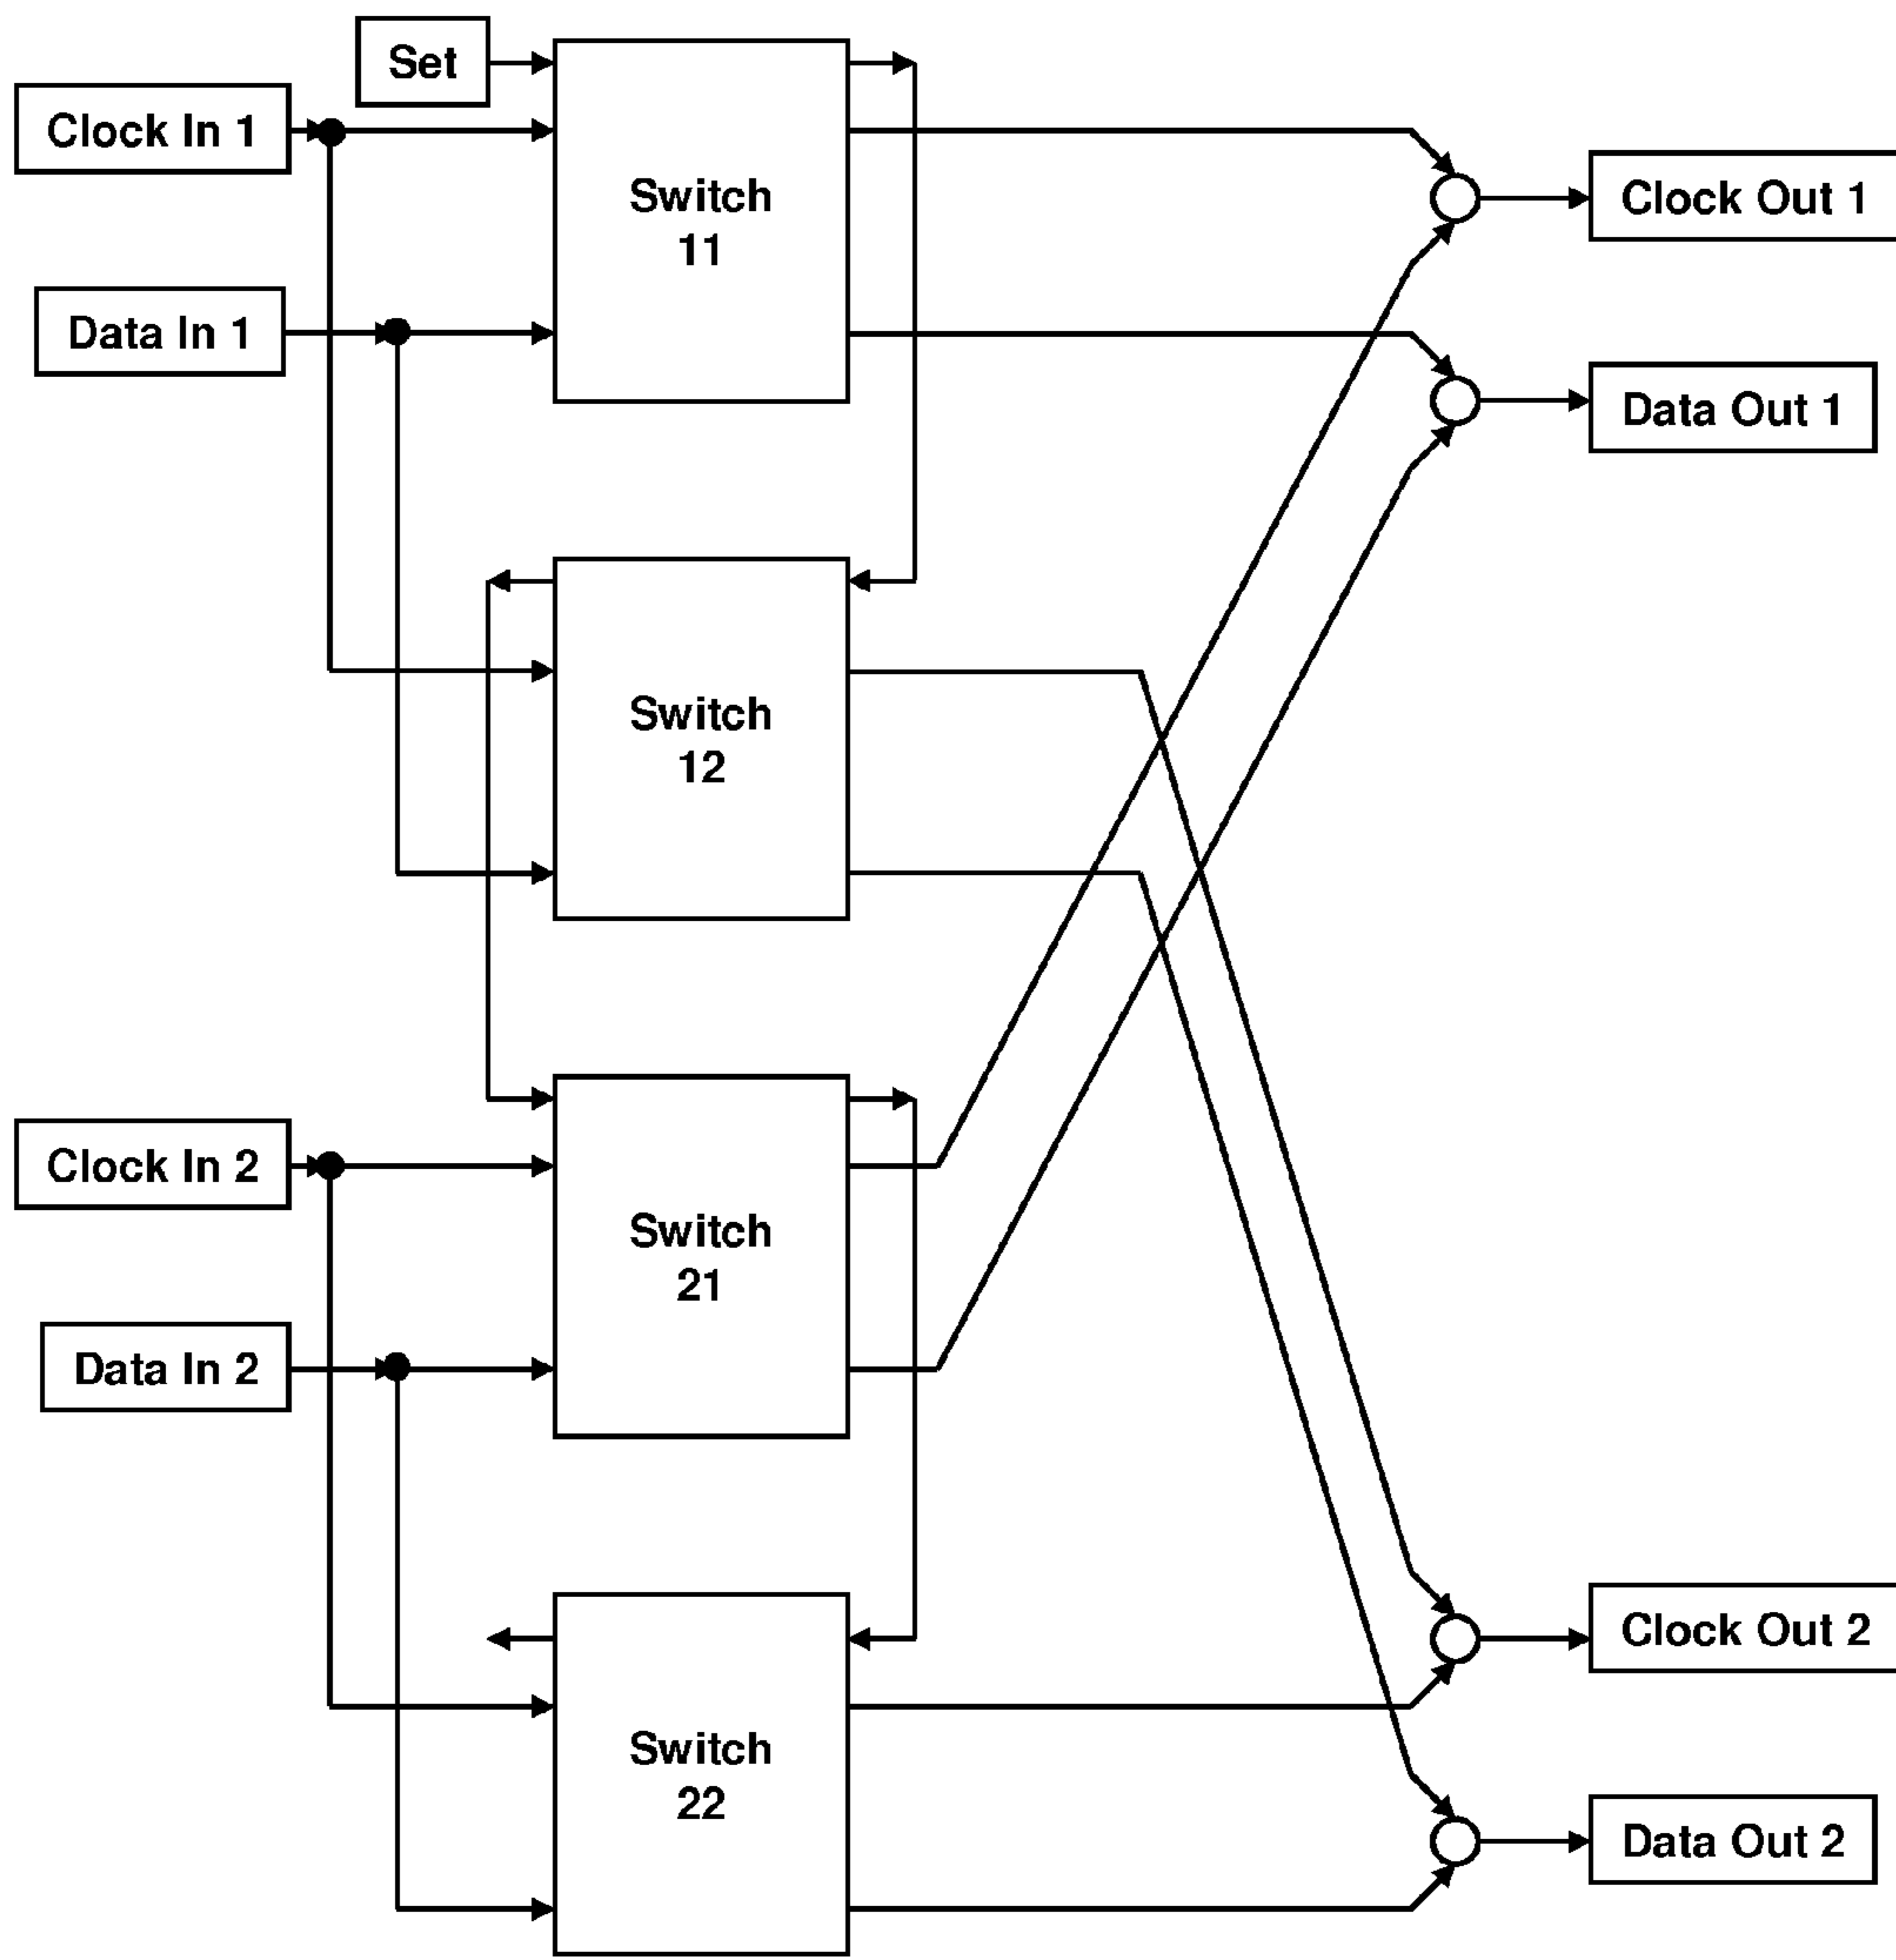 Set
Clock In 1
Switch
11
Clock Out 1
Data In 1
Data Out 1
Switch
12
Clock In 2
Switch
21
Data In 2
Clock Out 2
Switch
22
Data Out 2